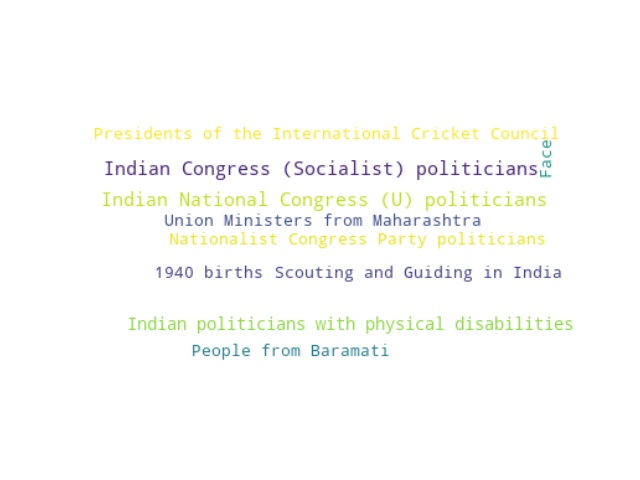 Presidents of the International Cricket Council
Face
Indian Congress (Socialist) politicians
Indian National Congress (U) politicians
Union Ministers from Maharashtra
Nationalist Congress Party politicians
1940 births Scouting and Guiding in India
Indian politicians with physical disabilities
People from Baramati